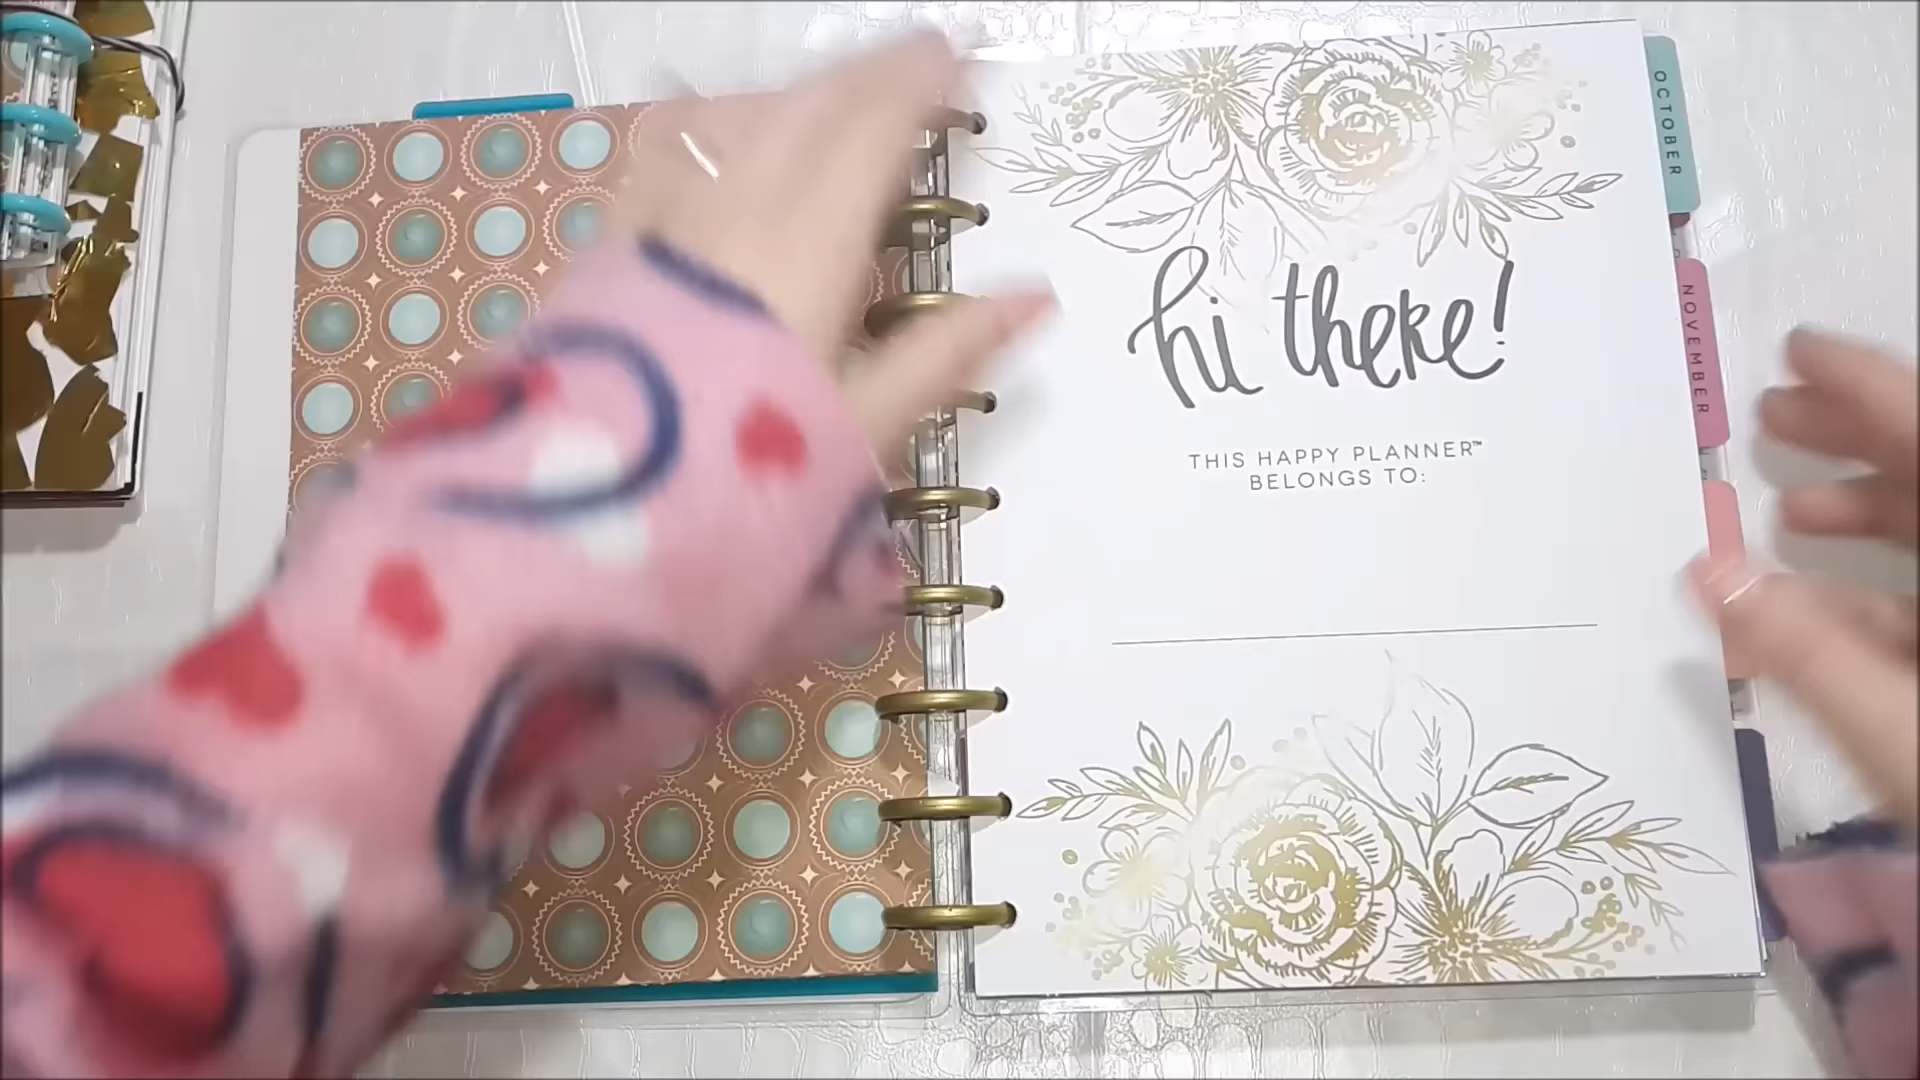 hi there!
THIS HAPPY PLANNER™
BELONGS TO:
OCTOBER
NOVEMBER